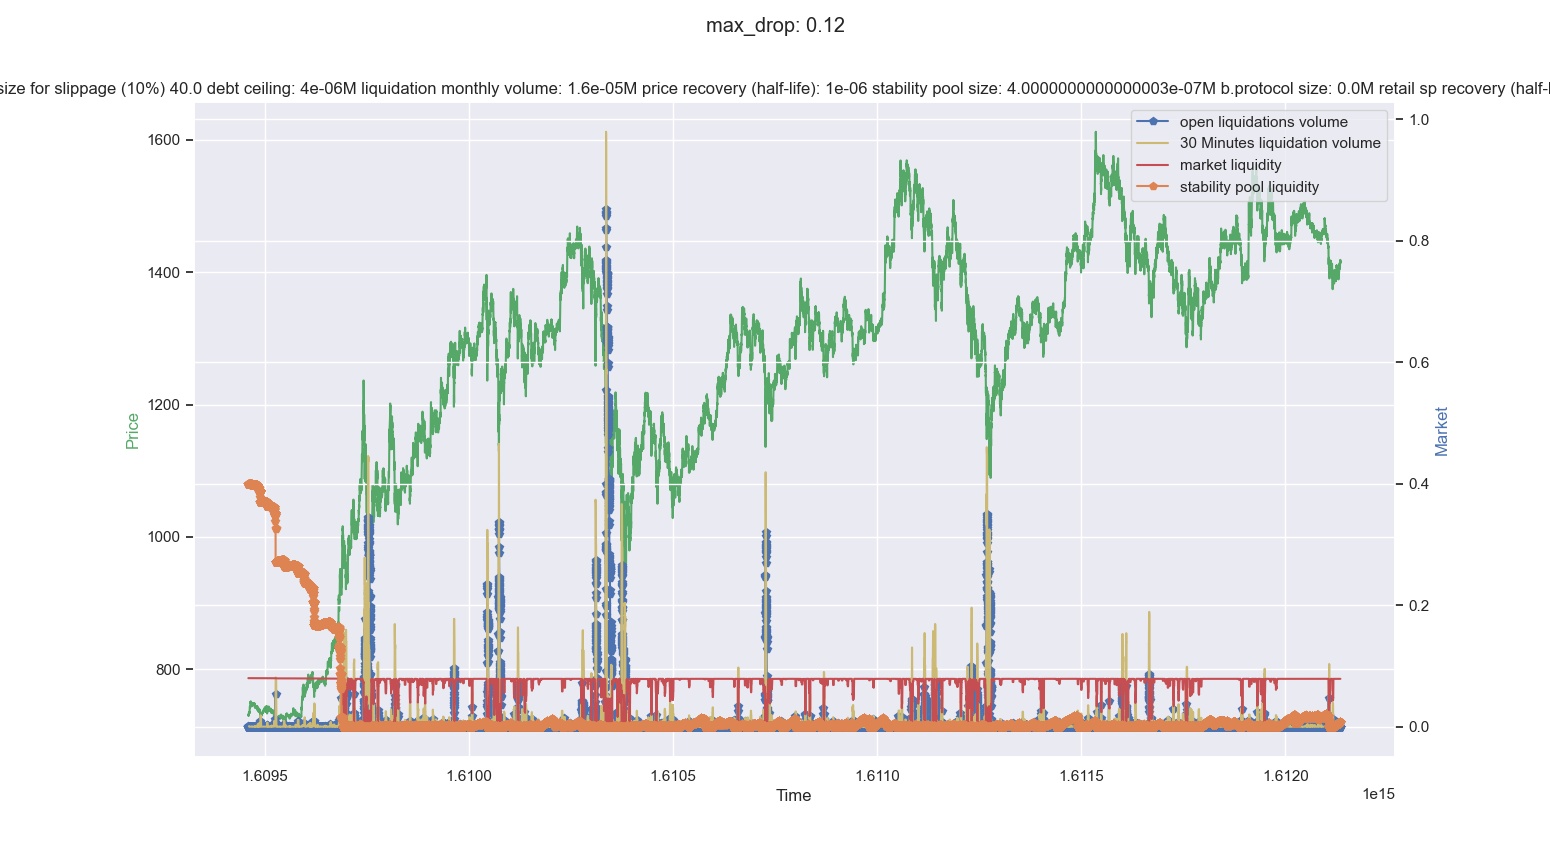 max_drop: 0.12
size for slippage (10%) 40.0 debt ceiling: 4e-06M liquidation monthly volume: 1.6e-05M price recovery (half-life): 1e-06 stability pool size: 4.0000000000000003e-07M b.protocol size: 0.0M retail sp recovery (half-l
open liquidations volume
30 Minutes liquidation volume
market liquidity
stability pool liquidity
1600
1400
1200
1000
800
Price
1.0
0.8
0.6
0.4
0.2
0.0
Market
1.6095 1.6100 1.6105 1.6110 1.6115 1.6120
Time
1e15